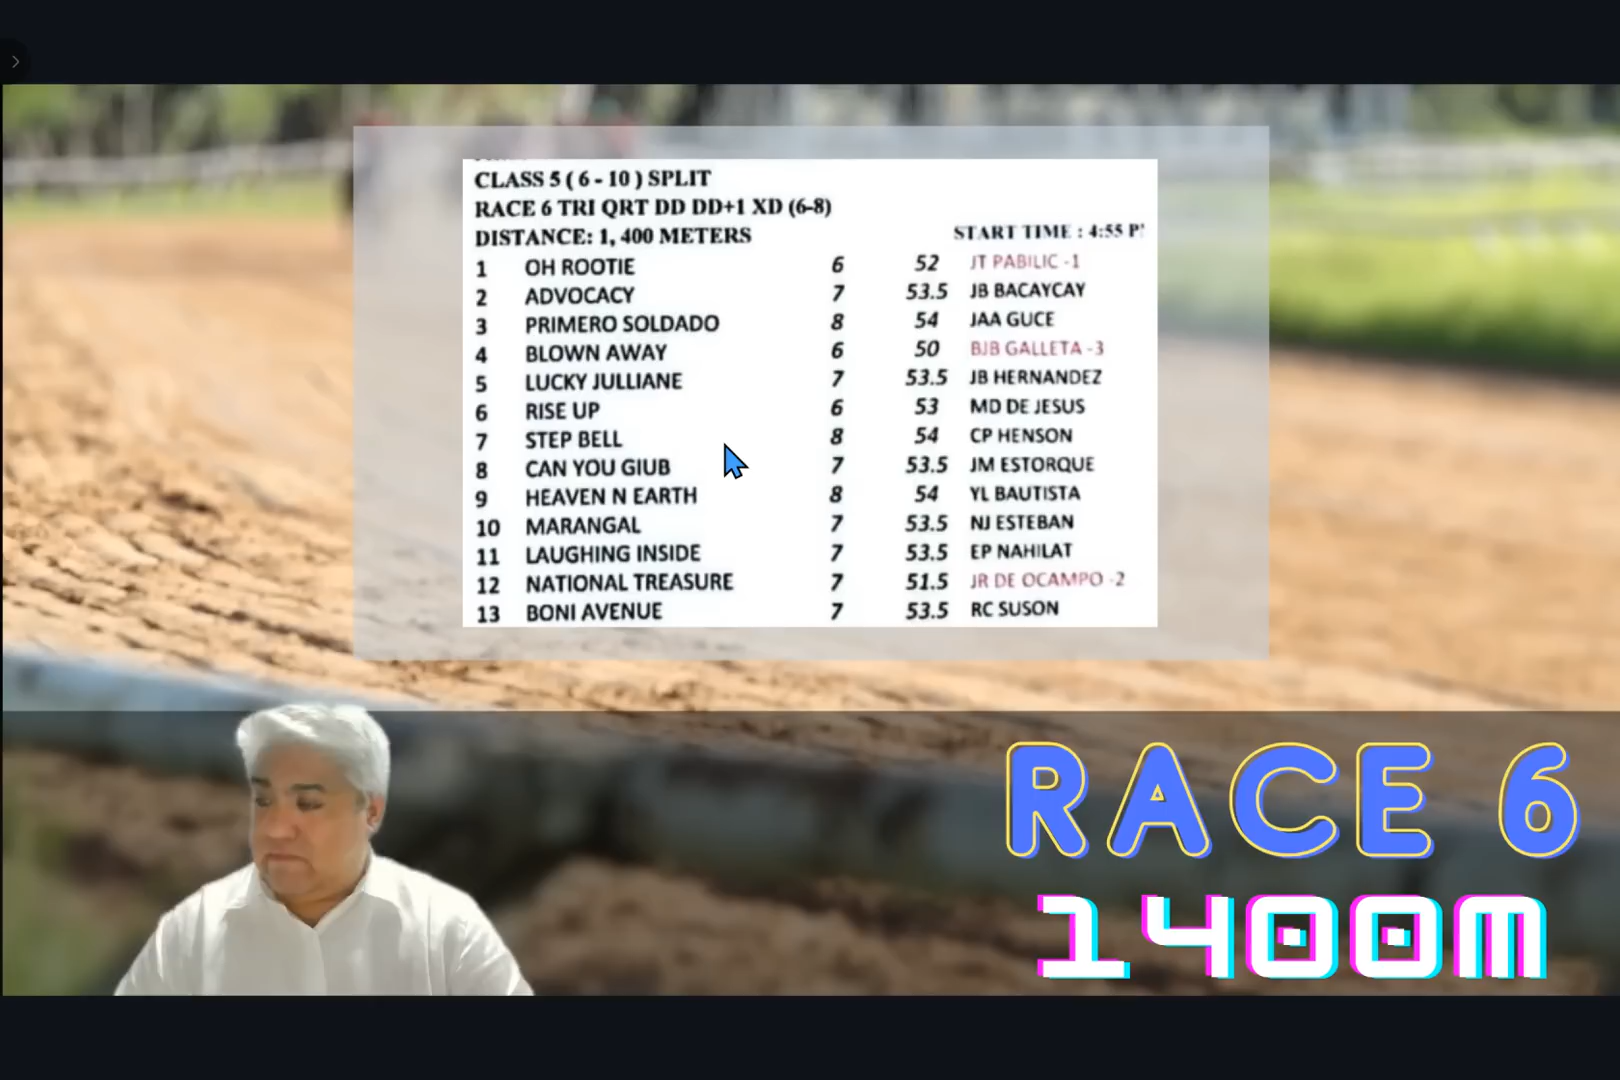 CLASS 5 ( 6 - 10 ) SPLIT
RACE 6 TRI QRT DD DD+1 XD (6-8)
DISTANCE: 1, 400 METERS START TIME : 4:55 P
1 OH ROOTIE 6 52 JT PABILIC -1
2 ADVOCACY 7 53.5 JB BACAYCAY
3 PRIMERO SOLDADO 8 54 JAA GUCE
4 BLOWN AWAY 6 50 BJB GALLETA -3
5 LUCKY JULLIANE 7 53.5 JB HERNANDEZ
6 RISE UP 6 53 MD DE JESUS
7 STEP BELL 8 54 CP HENSON
8 CAN YOU GIUB 7 53.5 JM ESTORQUE
9 HEAVEN N EARTH 8 54 YL BAUTISTA
10 MARANGAL 7 53.5 NJ ESTEBAN
11 LAUGHING INSIDE 7 53.5 EP NAHILAT
12 NATIONAL TREASURE 7 51.5 JR DE OCAMPO -2
13 BONI AVENUE 7 53.5 RC SUSON
RACE 6
1400M